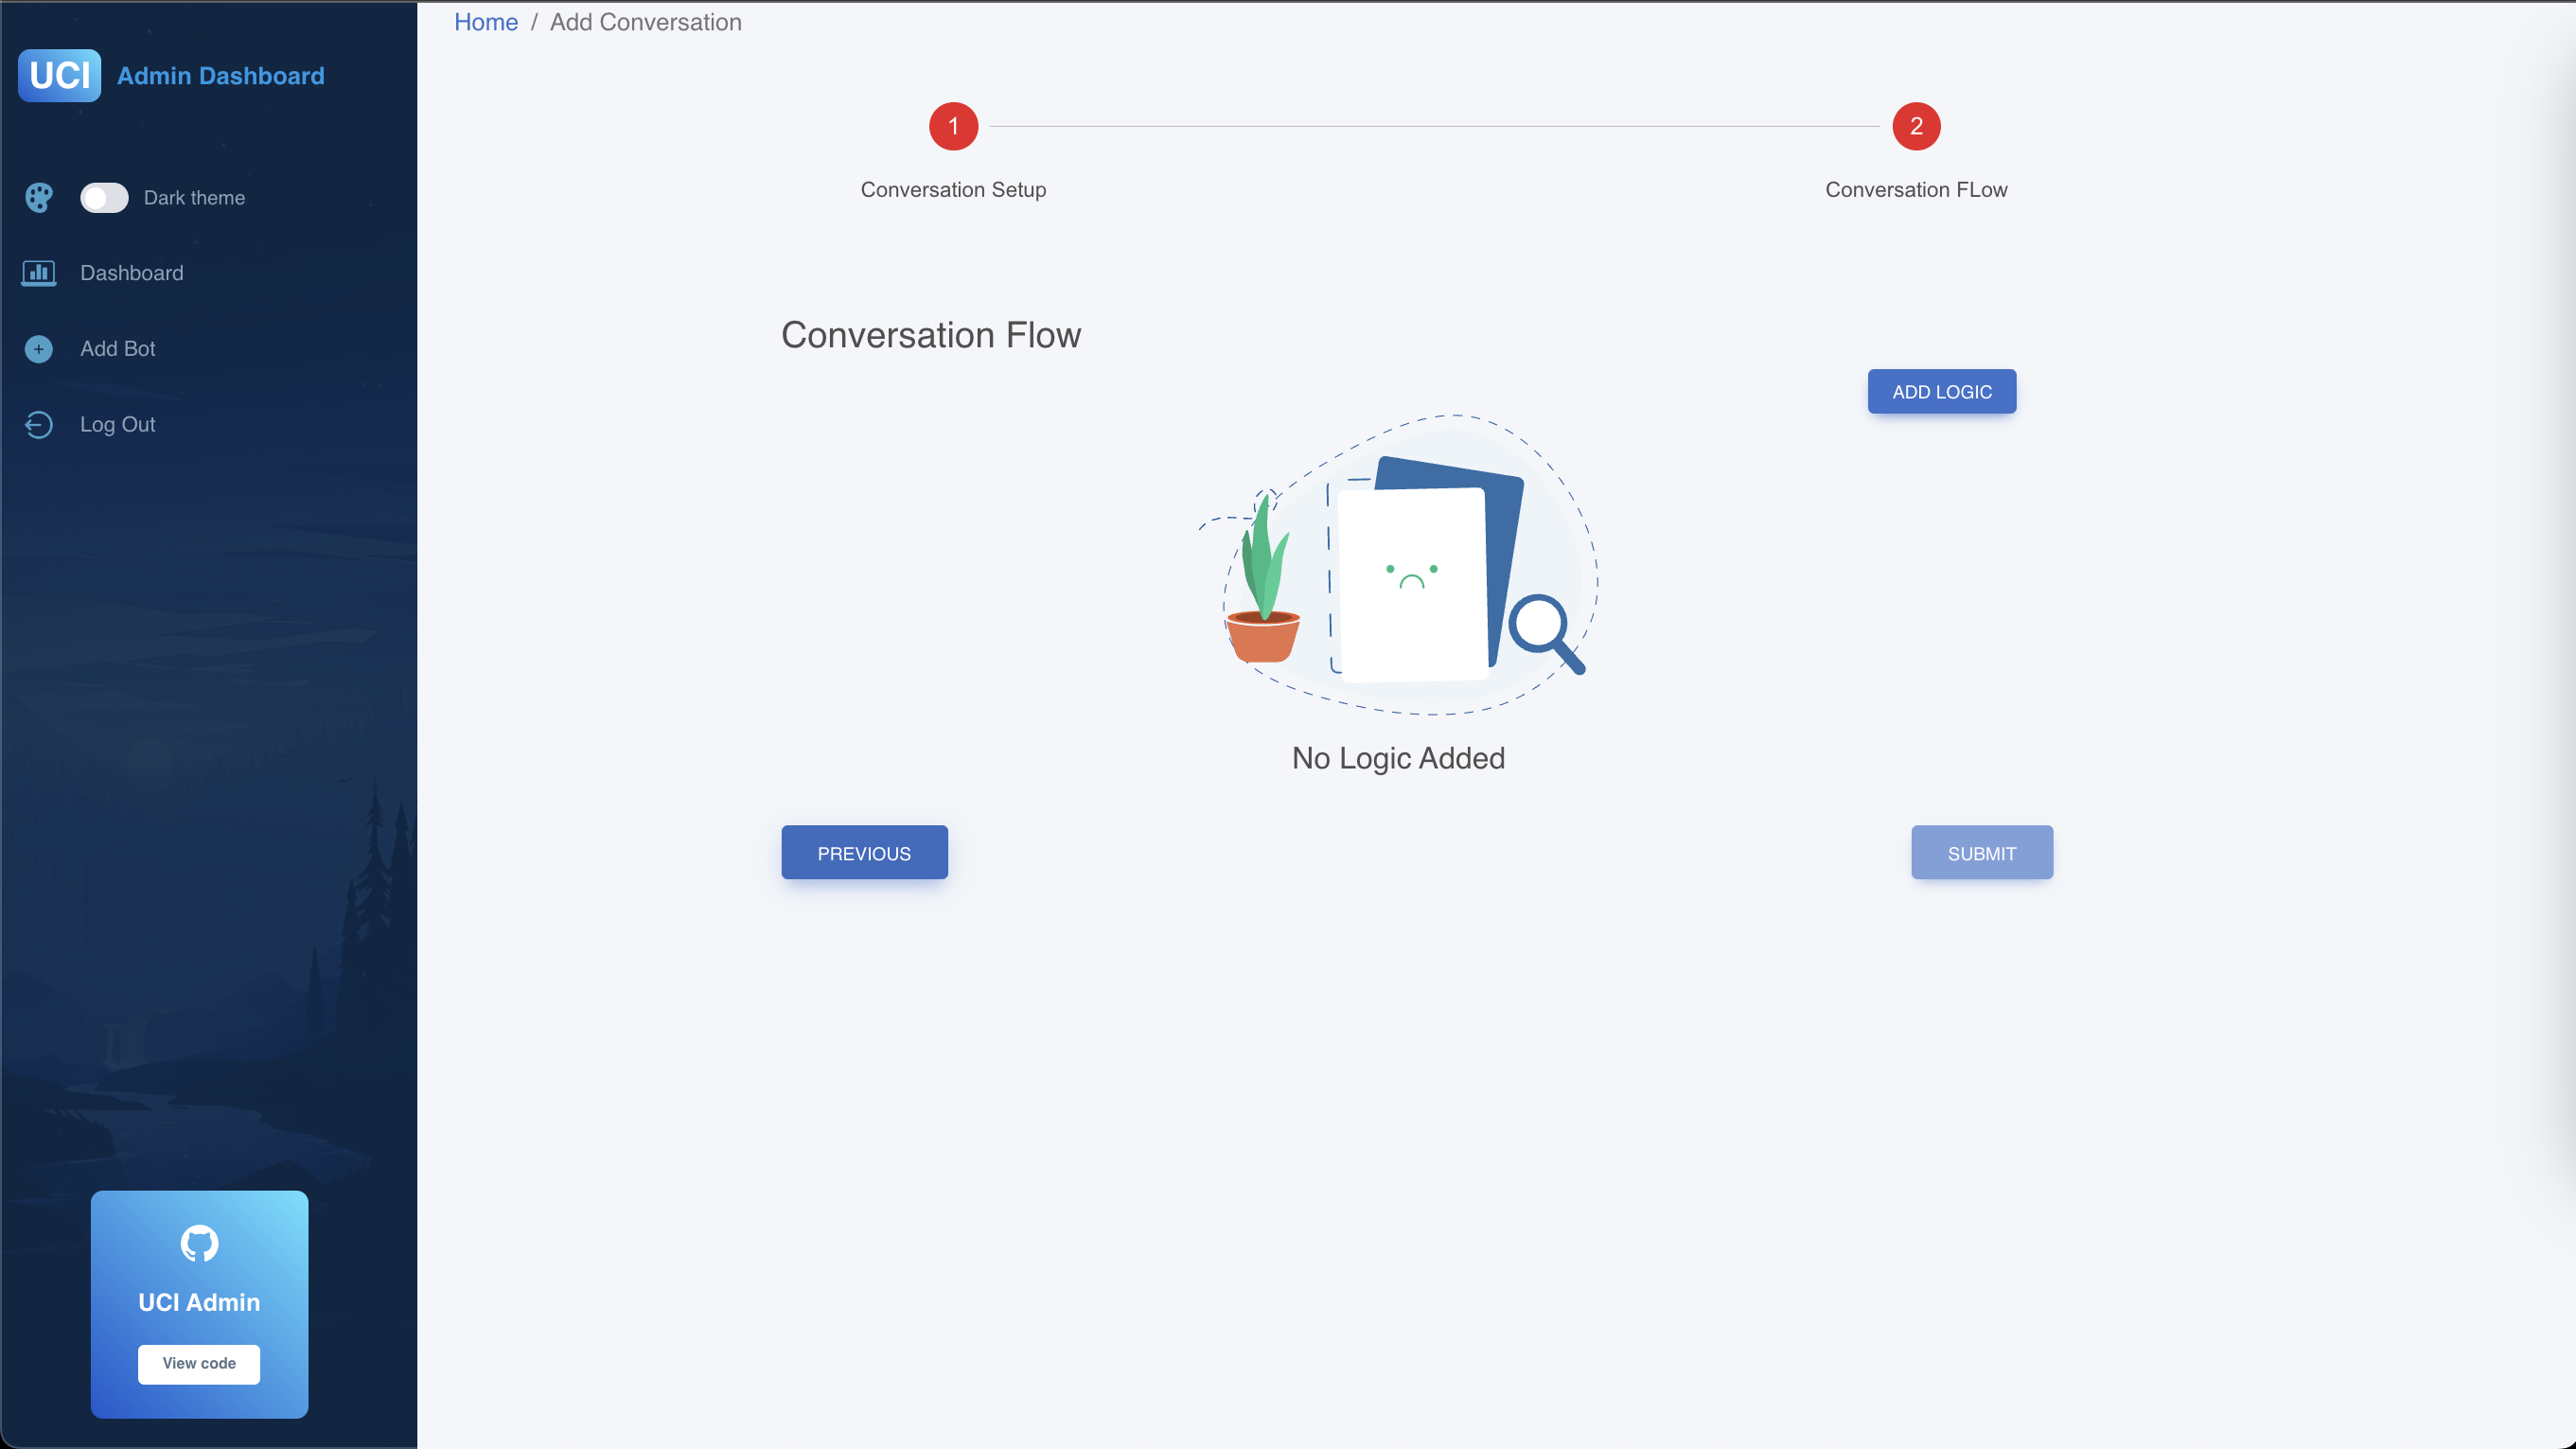 UCI Admin Dashboard
Dark theme
Dashboard
Add Bot
Log Out
UCI Admin
View code
Home / Add Conversation
1
2
Conversation Setup
Conversation FLow
Conversation Flow
ADD LOGIC
No Logic Added
PREVIOUS
SUBMIT